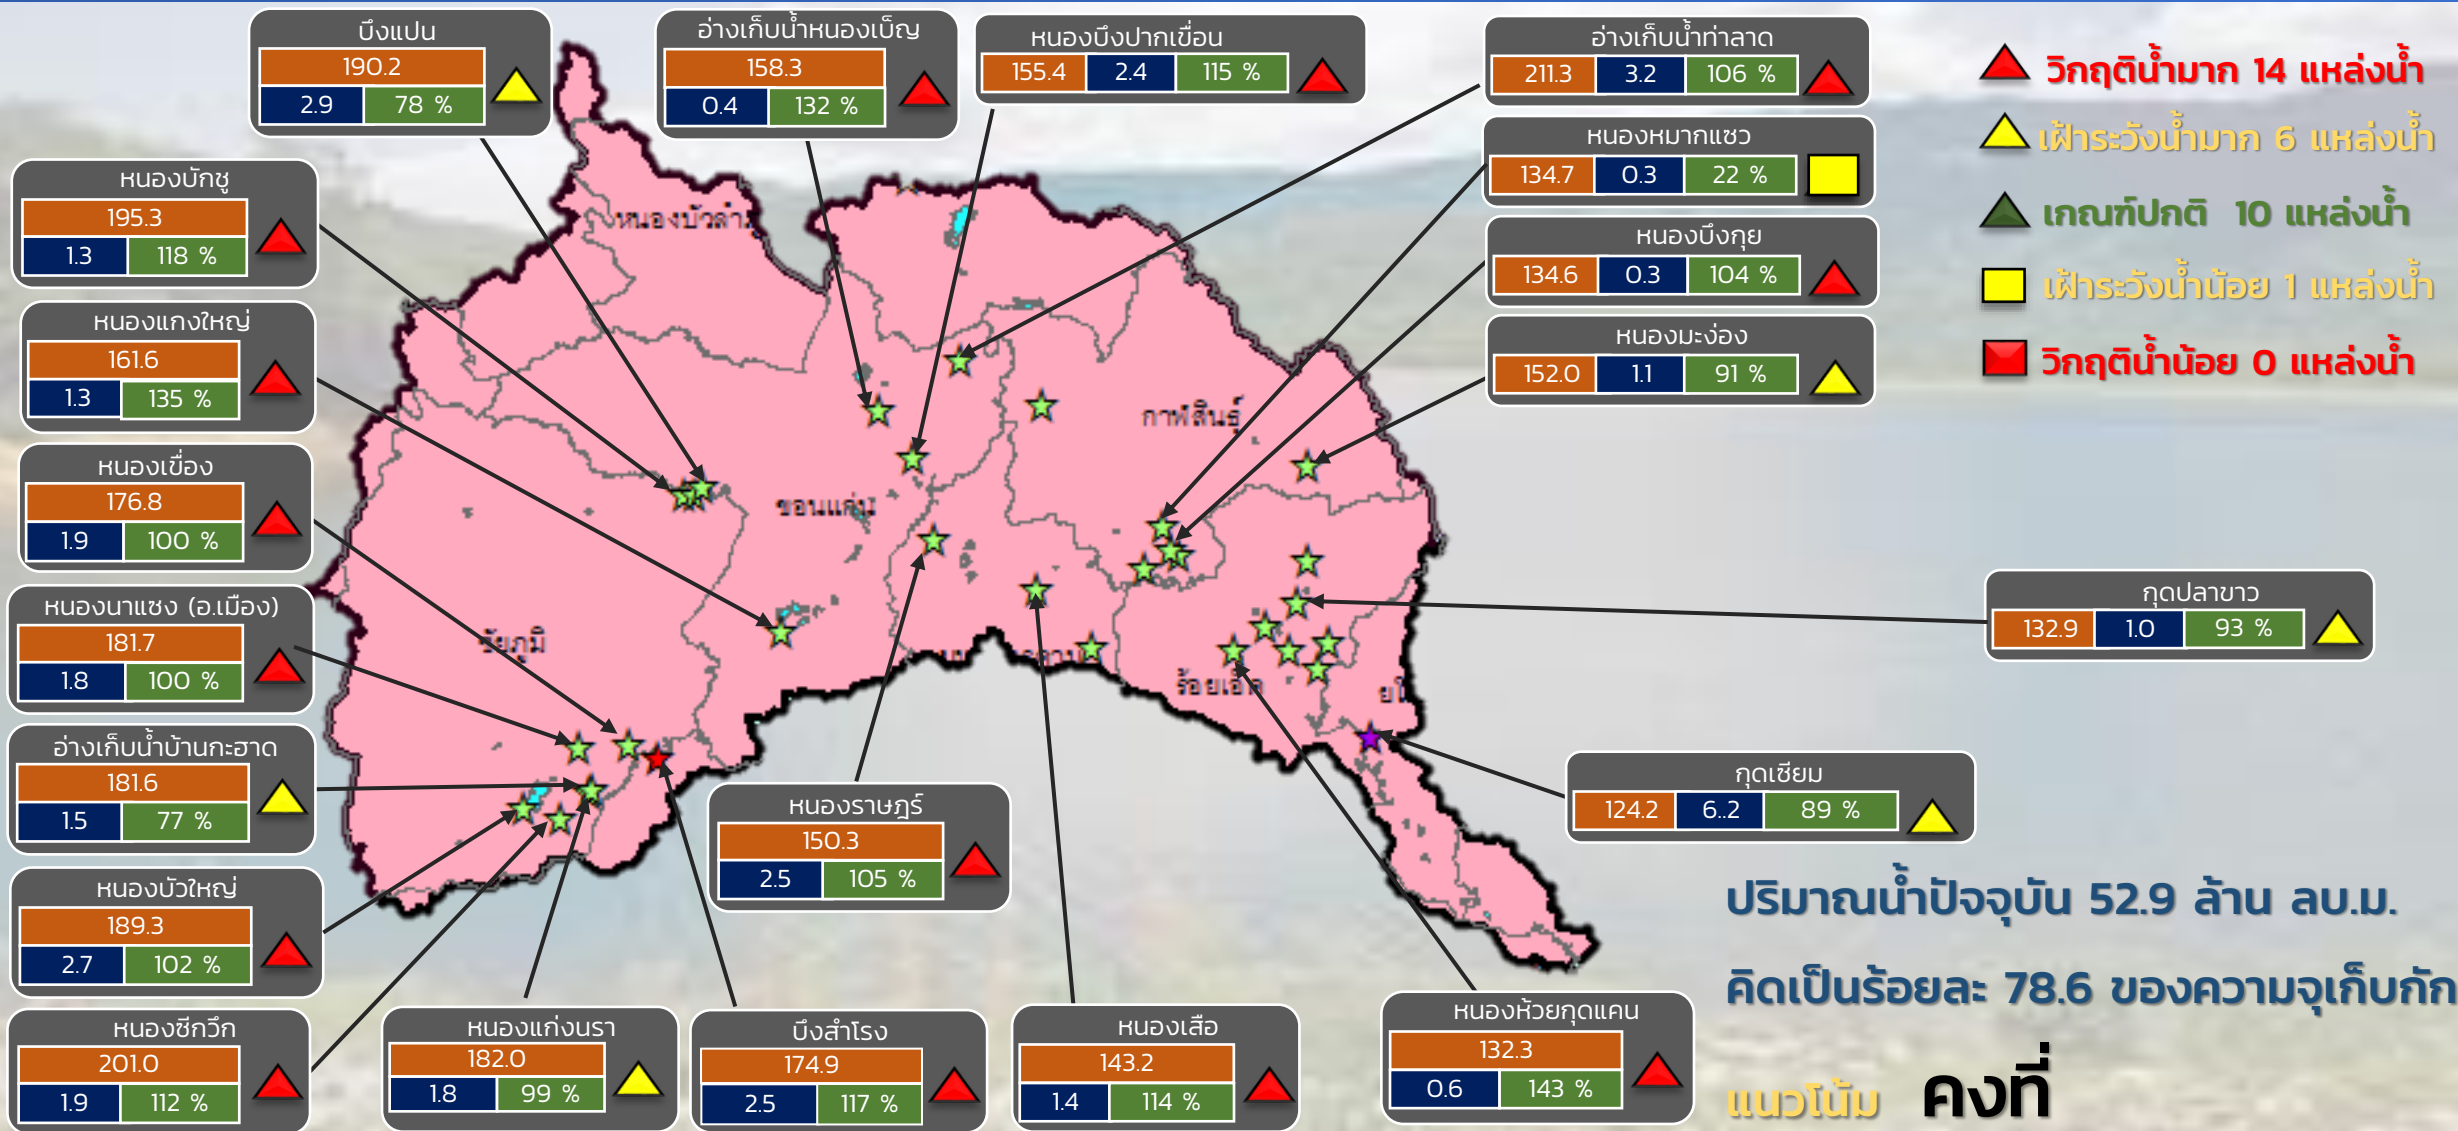 บึงแปน
190.2
2.9 78 %
อ่างเก็บน้ำหนองเบ็ญ
158.3
0.4 132 %
หนองบึงปากเขื่อน
155.4 2.4 115 %
อ่างเก็บน้ำท่าลาด
211.3 3.2 106 %
หนองหมากแซว
134.7 0.3 22 %
หนองบึงกุย
134.6 0.3 104 %
หนองมะง่อง
152.0 1.1 91 %
วิกฤติน้ำมาก 14 แหล่งน้ำ
เฝ้าระวังน้ำมาก 6 แหล่งน้ำ
เกณฑ์ปกติ 10 แหล่งน้ำ
เฝ้าระวังน้ำน้อย 1 แหล่งน้ำ
วิกฤติน้ำน้อย 0 แหล่งน้ำ
หนองบักชู
195.3
1.3 118 %
หนองแกงใหญ่
161.6
1.3 135 %
หนองเขื่อง
176.8
1.9 100 %
หนองนาแซง (อ.เมือง)
181.7
1.8 100 %
อ่างเก็บน้ำบ้านกะฮาด
181.6
1.5 77 %
หนองบัวใหญ่
189.3
2.7 102 %
หนองซีกวึก
201.0
1.9 112 %
หนองบัวลำภู
กาฬสินธุ์
ขอนแก่น
ชัยภูมิ
ร้อยเอ็ด
หนองราษฎร์
150.3
2.5 105 %
กุดปลาขาว
132.9 1.0 93 %
กุดเซียม
124.2 6..2 89 %
หนองแก่งนรา
182.0
1.8 99 %
บึงสำโรง
174.9
2.5 117 %
หนองเสือ
143.2
1.4 114 %
หนองห้วยกุดแคน
132.3
0.6 143 %
ปริมาณน้ำปัจจุบัน 52.9 ล้าน ลบ.ม.
คิดเป็นร้อยละ 78.6 ของความจุเก็บกัก
แนวโน้ม คงที่